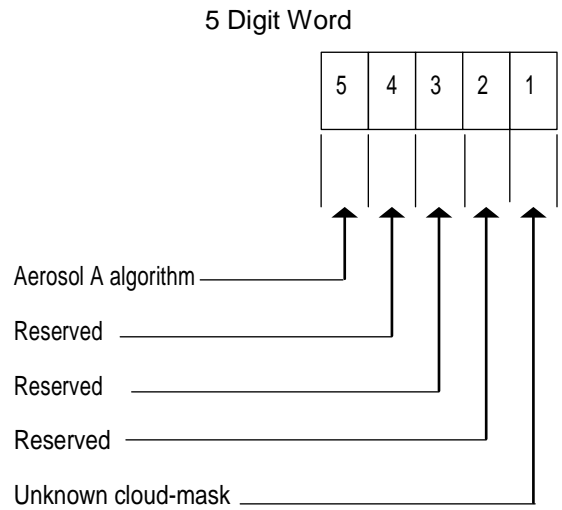 5 Digit Word
5 4 3 2 1
Aerosol A algorithm
Reserved
Reserved
Reserved
Unknown cloud-mask